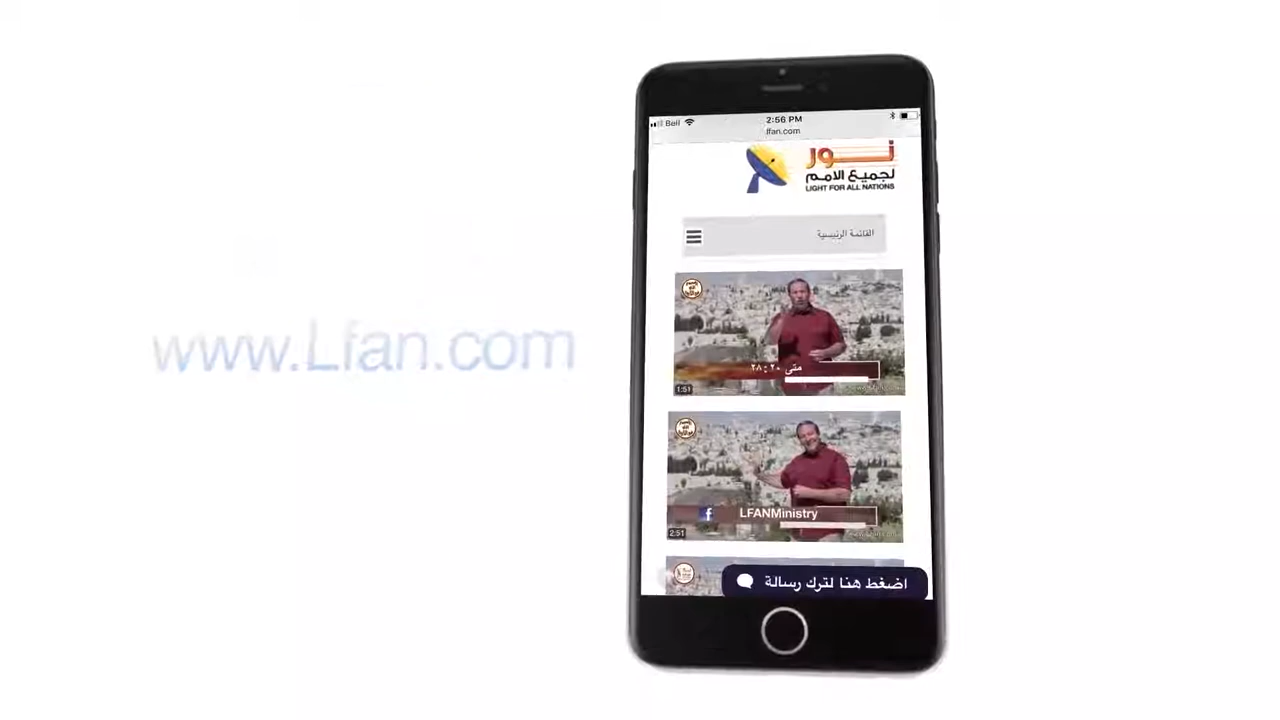 www.Lfan.com
Bell
2:56 PM
lfan.com
نور
لجميع الامم
LIGHT FOR ALL NATIONS
القائمة الرئيسية
متى ٢٠ : ٢٨
1:51
LFANMinistry
2:51
اضغط هنا لترك رسالة